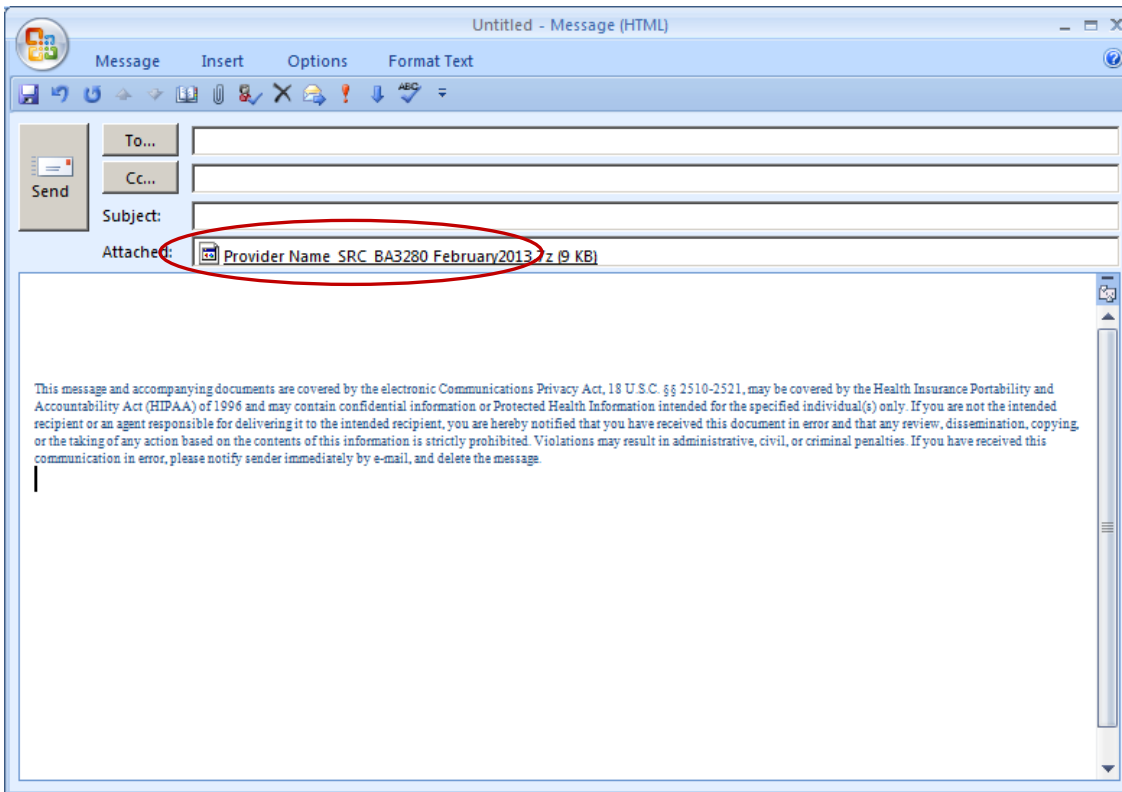 Untitled - Message (HTML)
Message Insert Options Format Text
ABC
To...
Cc...
Send
Subject:
Attached: Provider Name_SRC_BA3280_February2013.7z (9 KB)
This message and accompanying documents are covered by the electronic Communications Privacy Act, 18 U.S.C. §§ 2510-2521, may be covered by the Health Insurance Portability and
Accountability Act (HIPAA) of 1996 and may contain confidential information or Protected Health Information intended for the specified individual(s) only. If you are not the intended
recipient or an agent responsible for delivering it to the intended recipient, you are hereby notified that you have received this document in error and that any review, dissemination, copying,
or the taking of any action based on the contents of this information is strictly prohibited. Violations may result in administrative, civil, or criminal penalties. If you have received this
communication in error, please notify sender immediately by e-mail, and delete the message.